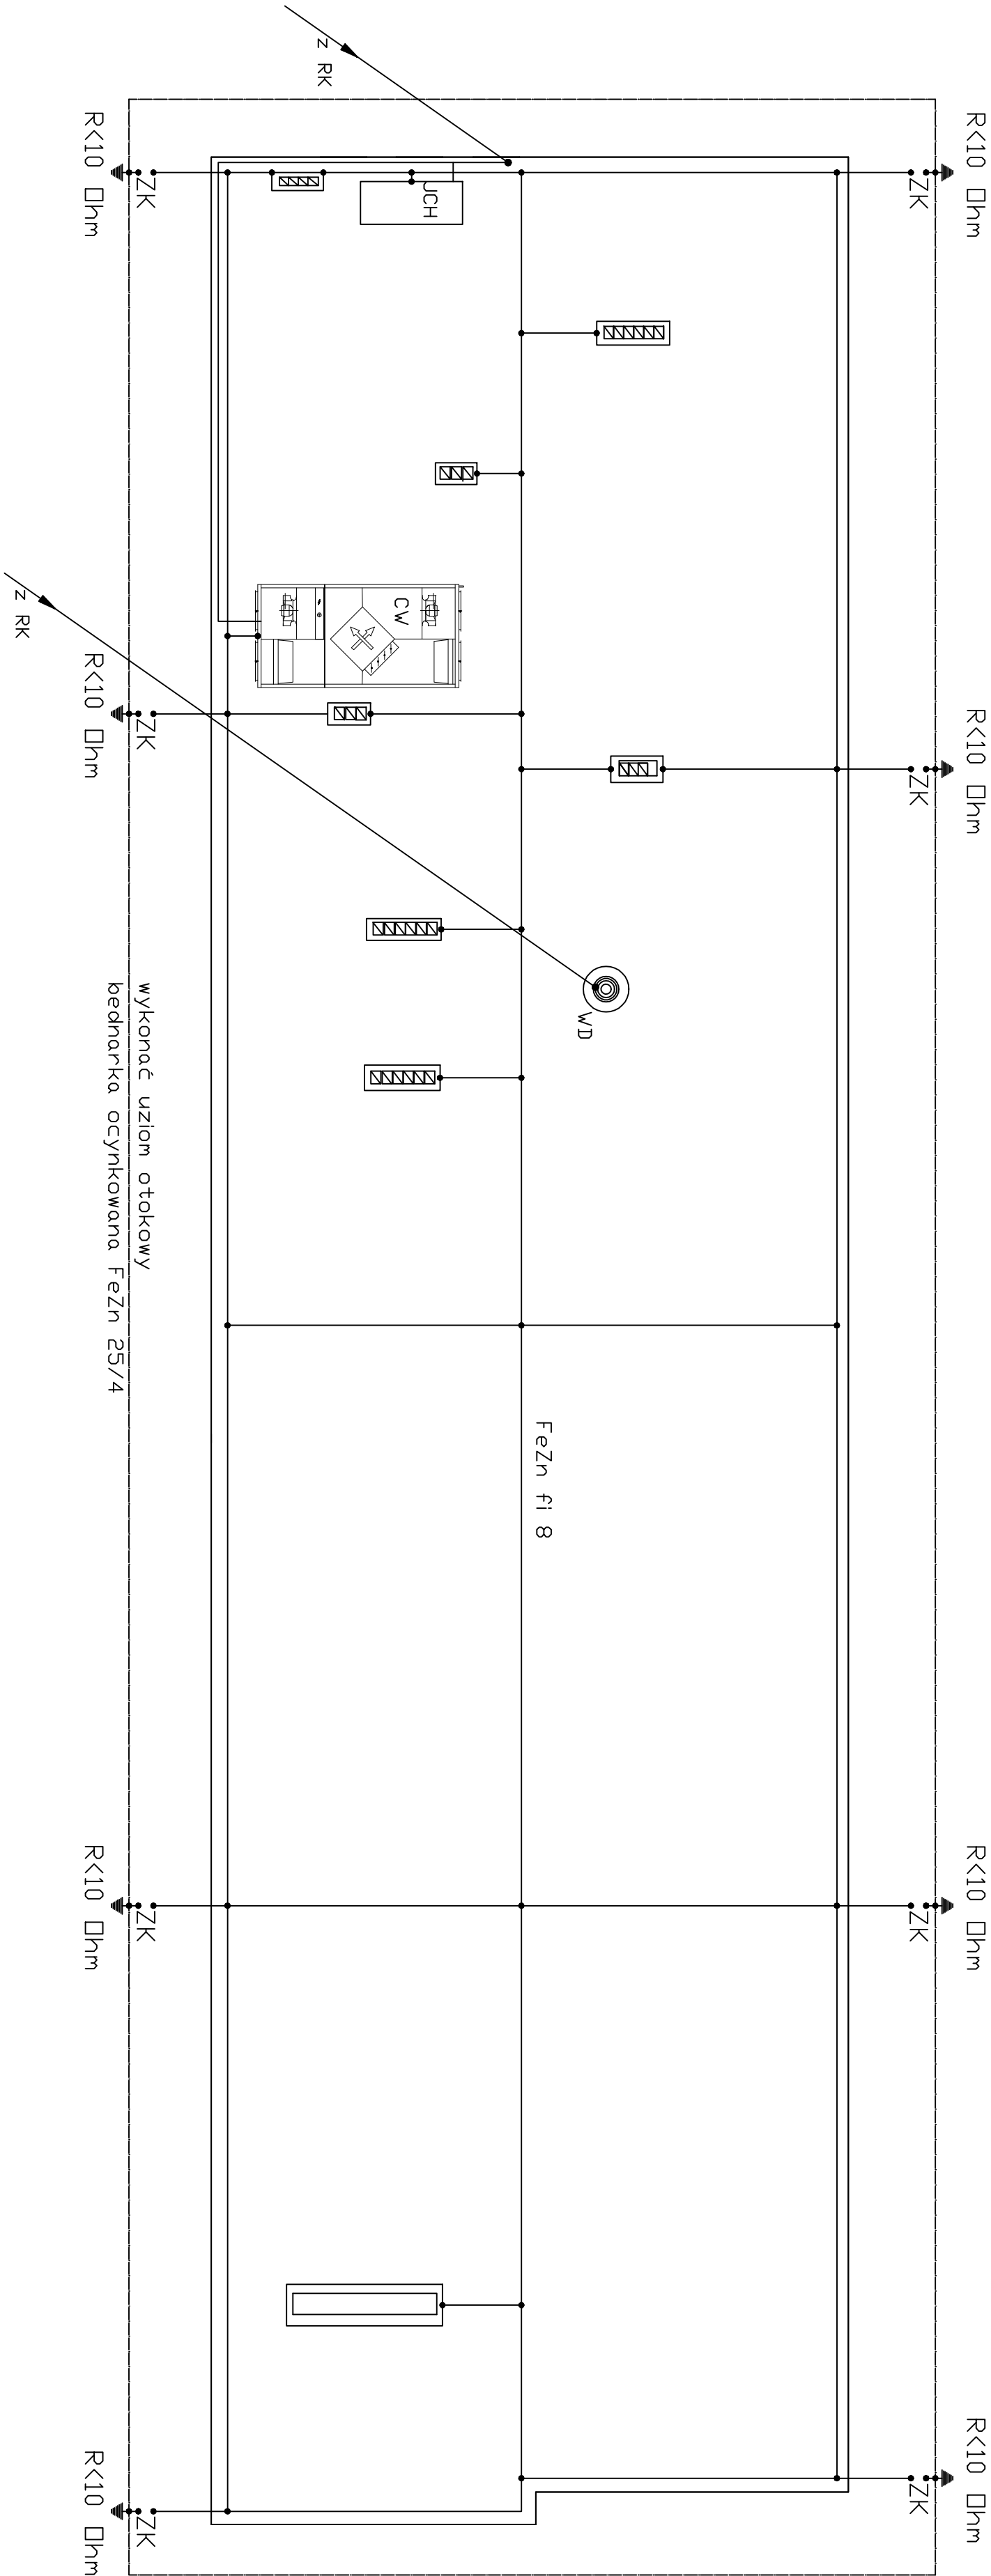 z RK
R<10 Ohm
ZK
R<10 Ohm
ZK
UCH
CW
z RK
R<10 Ohm
ZK
R<10 Ohm
ZK
WD
wykonać uziom otokowy
bednarka ocynkowana FeZn 25/4
FeZn fi 8
R<10 Ohm
ZK
R<10 Ohm
ZK
R<10 Ohm
ZK
R<10 Ohm
ZK